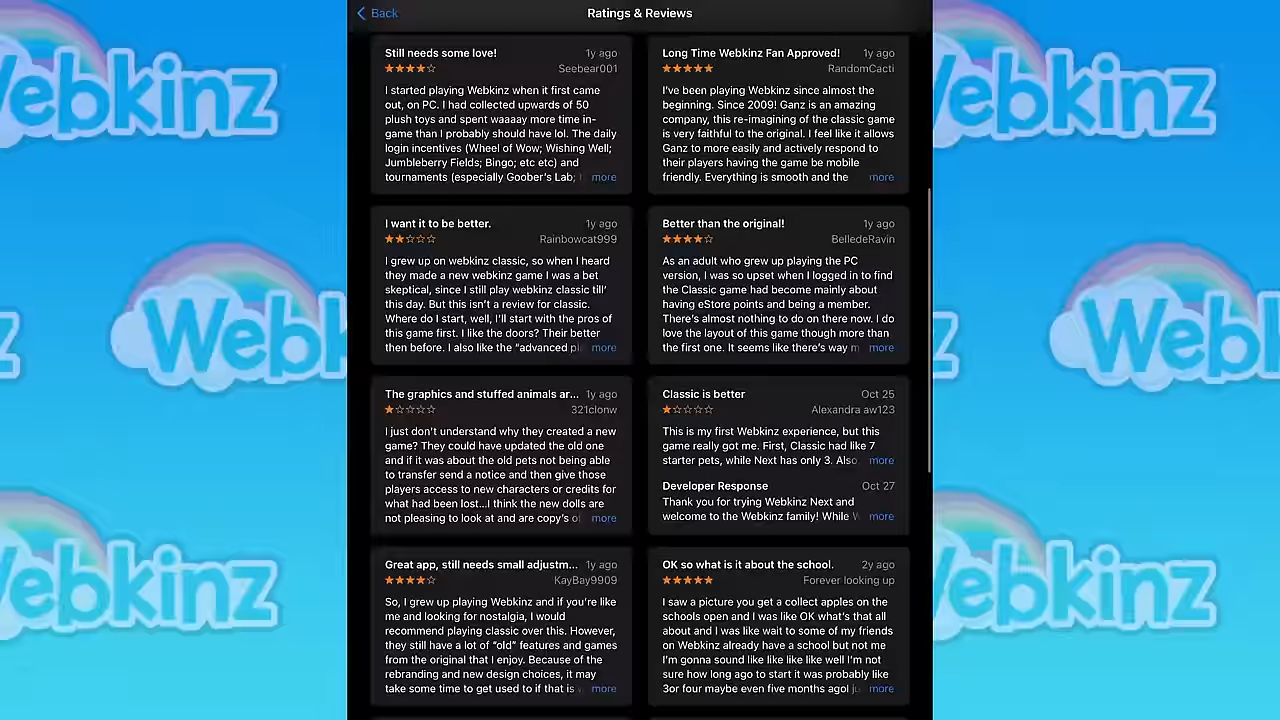 Back
Ratings & Reviews
Still needs some love!
1y ago
Seebear001
I started playing Webkinz when it first came
out, on PC. I had collected upwards of 50
plush toys and spent waaaay more time in-
game than I probably should have lol. The daily
login incentives (Wheel of Wow; Wishing Well;
Jumbleberry Fields; Bingo; etc etc) and
tournaments (especially Goober's Lab;
more
Long Time Webkinz Fan Approved!
1y ago
RandomCacti
I've been playing Webkinz since almost the
beginning. Since 2009! Ganz is an amazing
company, this re-imagining of the classic game
is very faithful to the original. I feel like it allows
Ganz to more easily and actively respond to
their players having the game be mobile
friendly. Everything is smooth and the
more
I want it to be better.
1y ago
Rainbowcat999
I grew up on webkinz classic, so when I heard
they made a new webkinz game I was a bet
skeptical, since I still play webkinz classic till'
this day. But this isn't a review for classic.
Where do I start, well, I'll start with the pros of
this game first. I like the doors? Their better
then before. I also like the "advanced
more
Better than the original!
1y ago
BelledeRavin
As an adult who grew up playing the PC
version, I was so upset when I logged in to find
the Classic game had become mainly about
having eStore points and being a member.
There's almost nothing to do on there now. I do
love the layout of this game though more than
the first one. It seems like there's way
more
The graphics and stuffed animals ar...
1y ago
321clonw
I just don't understand why they created a new
game? They could have updated the old one
and if it was about the old pets not being able
to transfer send a notice and then give those
players access to new characters or credits for
what had been lost...I think the new dolls are
not pleasing to look at and are copy's
more
Classic is better
Oct 25
Alexandra aw123
This is my first Webkinz experience, but this
game really got me. First, Classic had like 7
starter pets, while Next has only 3. Also
more
Developer Response
Oct 27
Thank you for trying Webkinz Next and
welcome to the Webkinz family! While
more
Great app, still needs small adjustm...
1y ago
KayBay9909
So, I grew up playing Webkinz and if you're like
me and looking for nostalgia, I would
recommend playing classic over this. However,
they still have a lot of "old" features and games
from the original that I enjoy. Because of the
rebranding and new design choices, it may
take some time to get used to if that is
more
OK so what is it about the school.
2y ago
Forever looking up
I saw a picture you get a collect apples on the
schools open and I was like OK what's that all
about and I was like wait to some of my friends
on Webkinz already have a school but not me
I'm gonna sound like like like like well I'm not
sure how long ago to start it was probably like
3or four maybe even five months agol
more
Webkinz
Webkinz
Webkinz
Webkinz